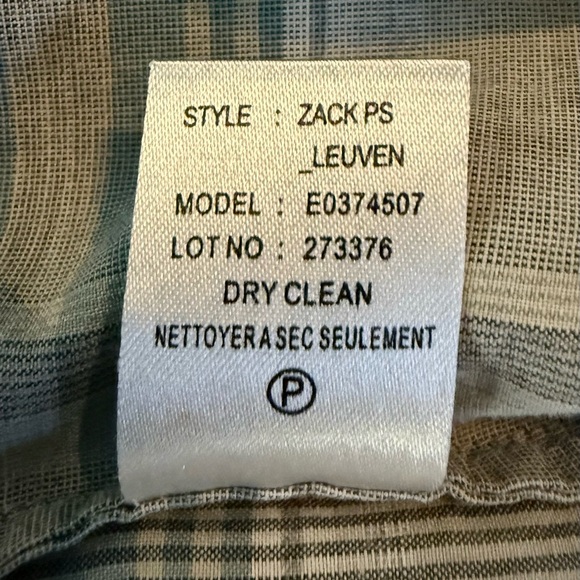 STYLE : ZACK PS
_LEUVEN
MODEL : E0374507
LOT NO : 273376
DRY CLEAN
NETTOYER A SEC SEULEMENT
P